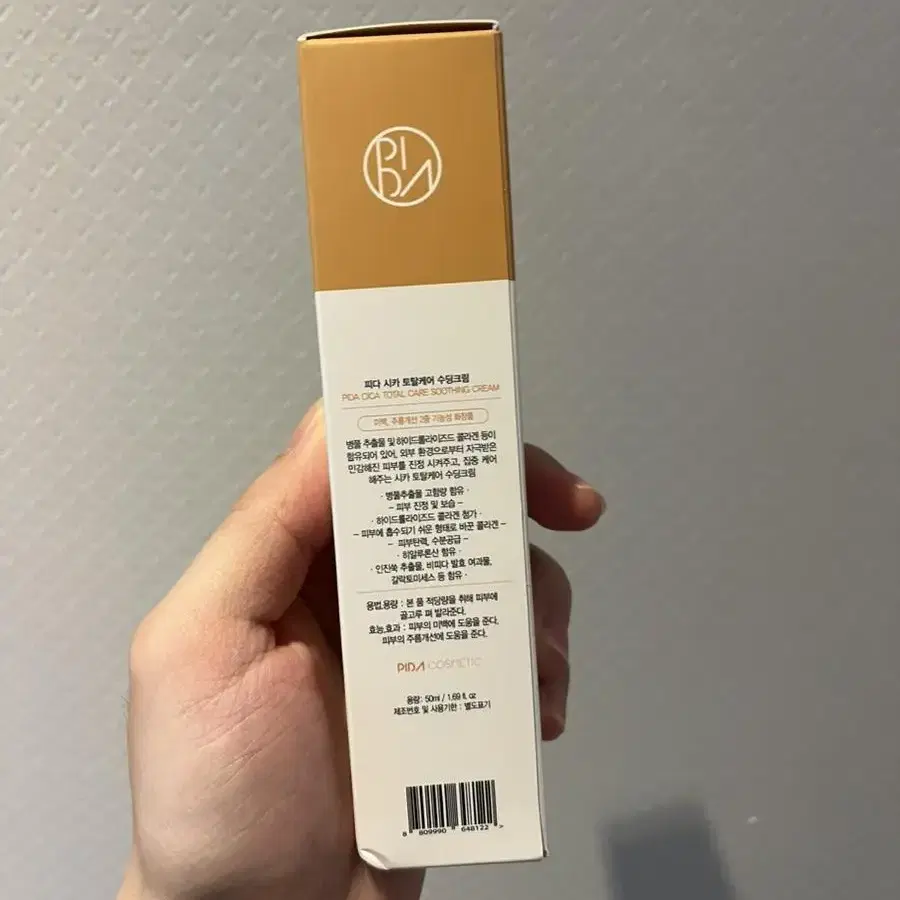 PIDA
피다 시카 토탈케어 수딩크림
PIDA CICA TOTAL CARE SOOTHING CREAM
미백, 주름개선 2중 기능성 화장품
병풀 추출물 및 하이드롤라이즈드 콜라겐 등이
함유되어 있어, 외부 환경으로부터 자극받은
민감해진 피부를 진정 시켜주고, 집중 케어
해주는 시카 토탈케어 수딩크림
· 병풀추출물 고함량 함유 ·
– 피부 진정 및 보습 –
· 하이드롤라이즈드 콜라겐 첨가 ·
– 피부에 흡수되기 쉬운 형태로 바꾼 콜라겐 –
– 피부탄력, 수분공급 –
· 히알루론산 함유 ·
· 인진쑥 추출물, 비피다 발효 여과물,
갈락토미세스 등 함유 ·
용법,용량 : 본 품 적당량을 취해 피부에
골고루 펴 발라준다.
효능,효과 : 피부의 미백에 도움을 준다.
피부의 주름개선에 도움을 준다.
PIDA COSMETIC
용량: 50ml / 1.69 fl. oz
제조번호 및 사용기한 : 별도표기
8 809990 648122 >